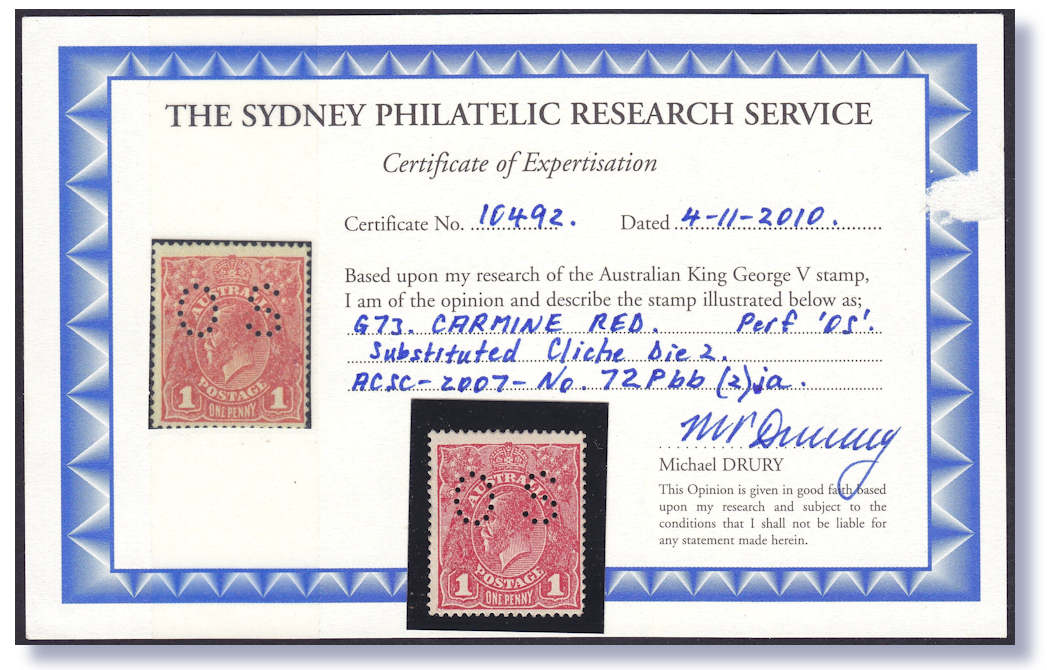 THE SYDNEY PHILATELIC RESEARCH SERVICE
Certificate of Expertisation
Certificate No. 10492. Dated 4-11-2010.
Based upon my research of the Australian King George V stamp,
I am of the opinion and describe the stamp illustrated below as;
G73. CARMINE RED. Perf 'OS'.
Substituted Cliche Die 2.
ACSC-2007-No. 72Pbb(2)ja.
Michael DRURY
This Opinion is given in good faith based
upon my research and subject to the
conditions that I shall not be liable for
any statement made herein.
OS
AUSTRALIA
POSTAGE
1 ONE PENNY 1
OS
AUSTRALIA
POSTAGE
1 ONE PENNY 1